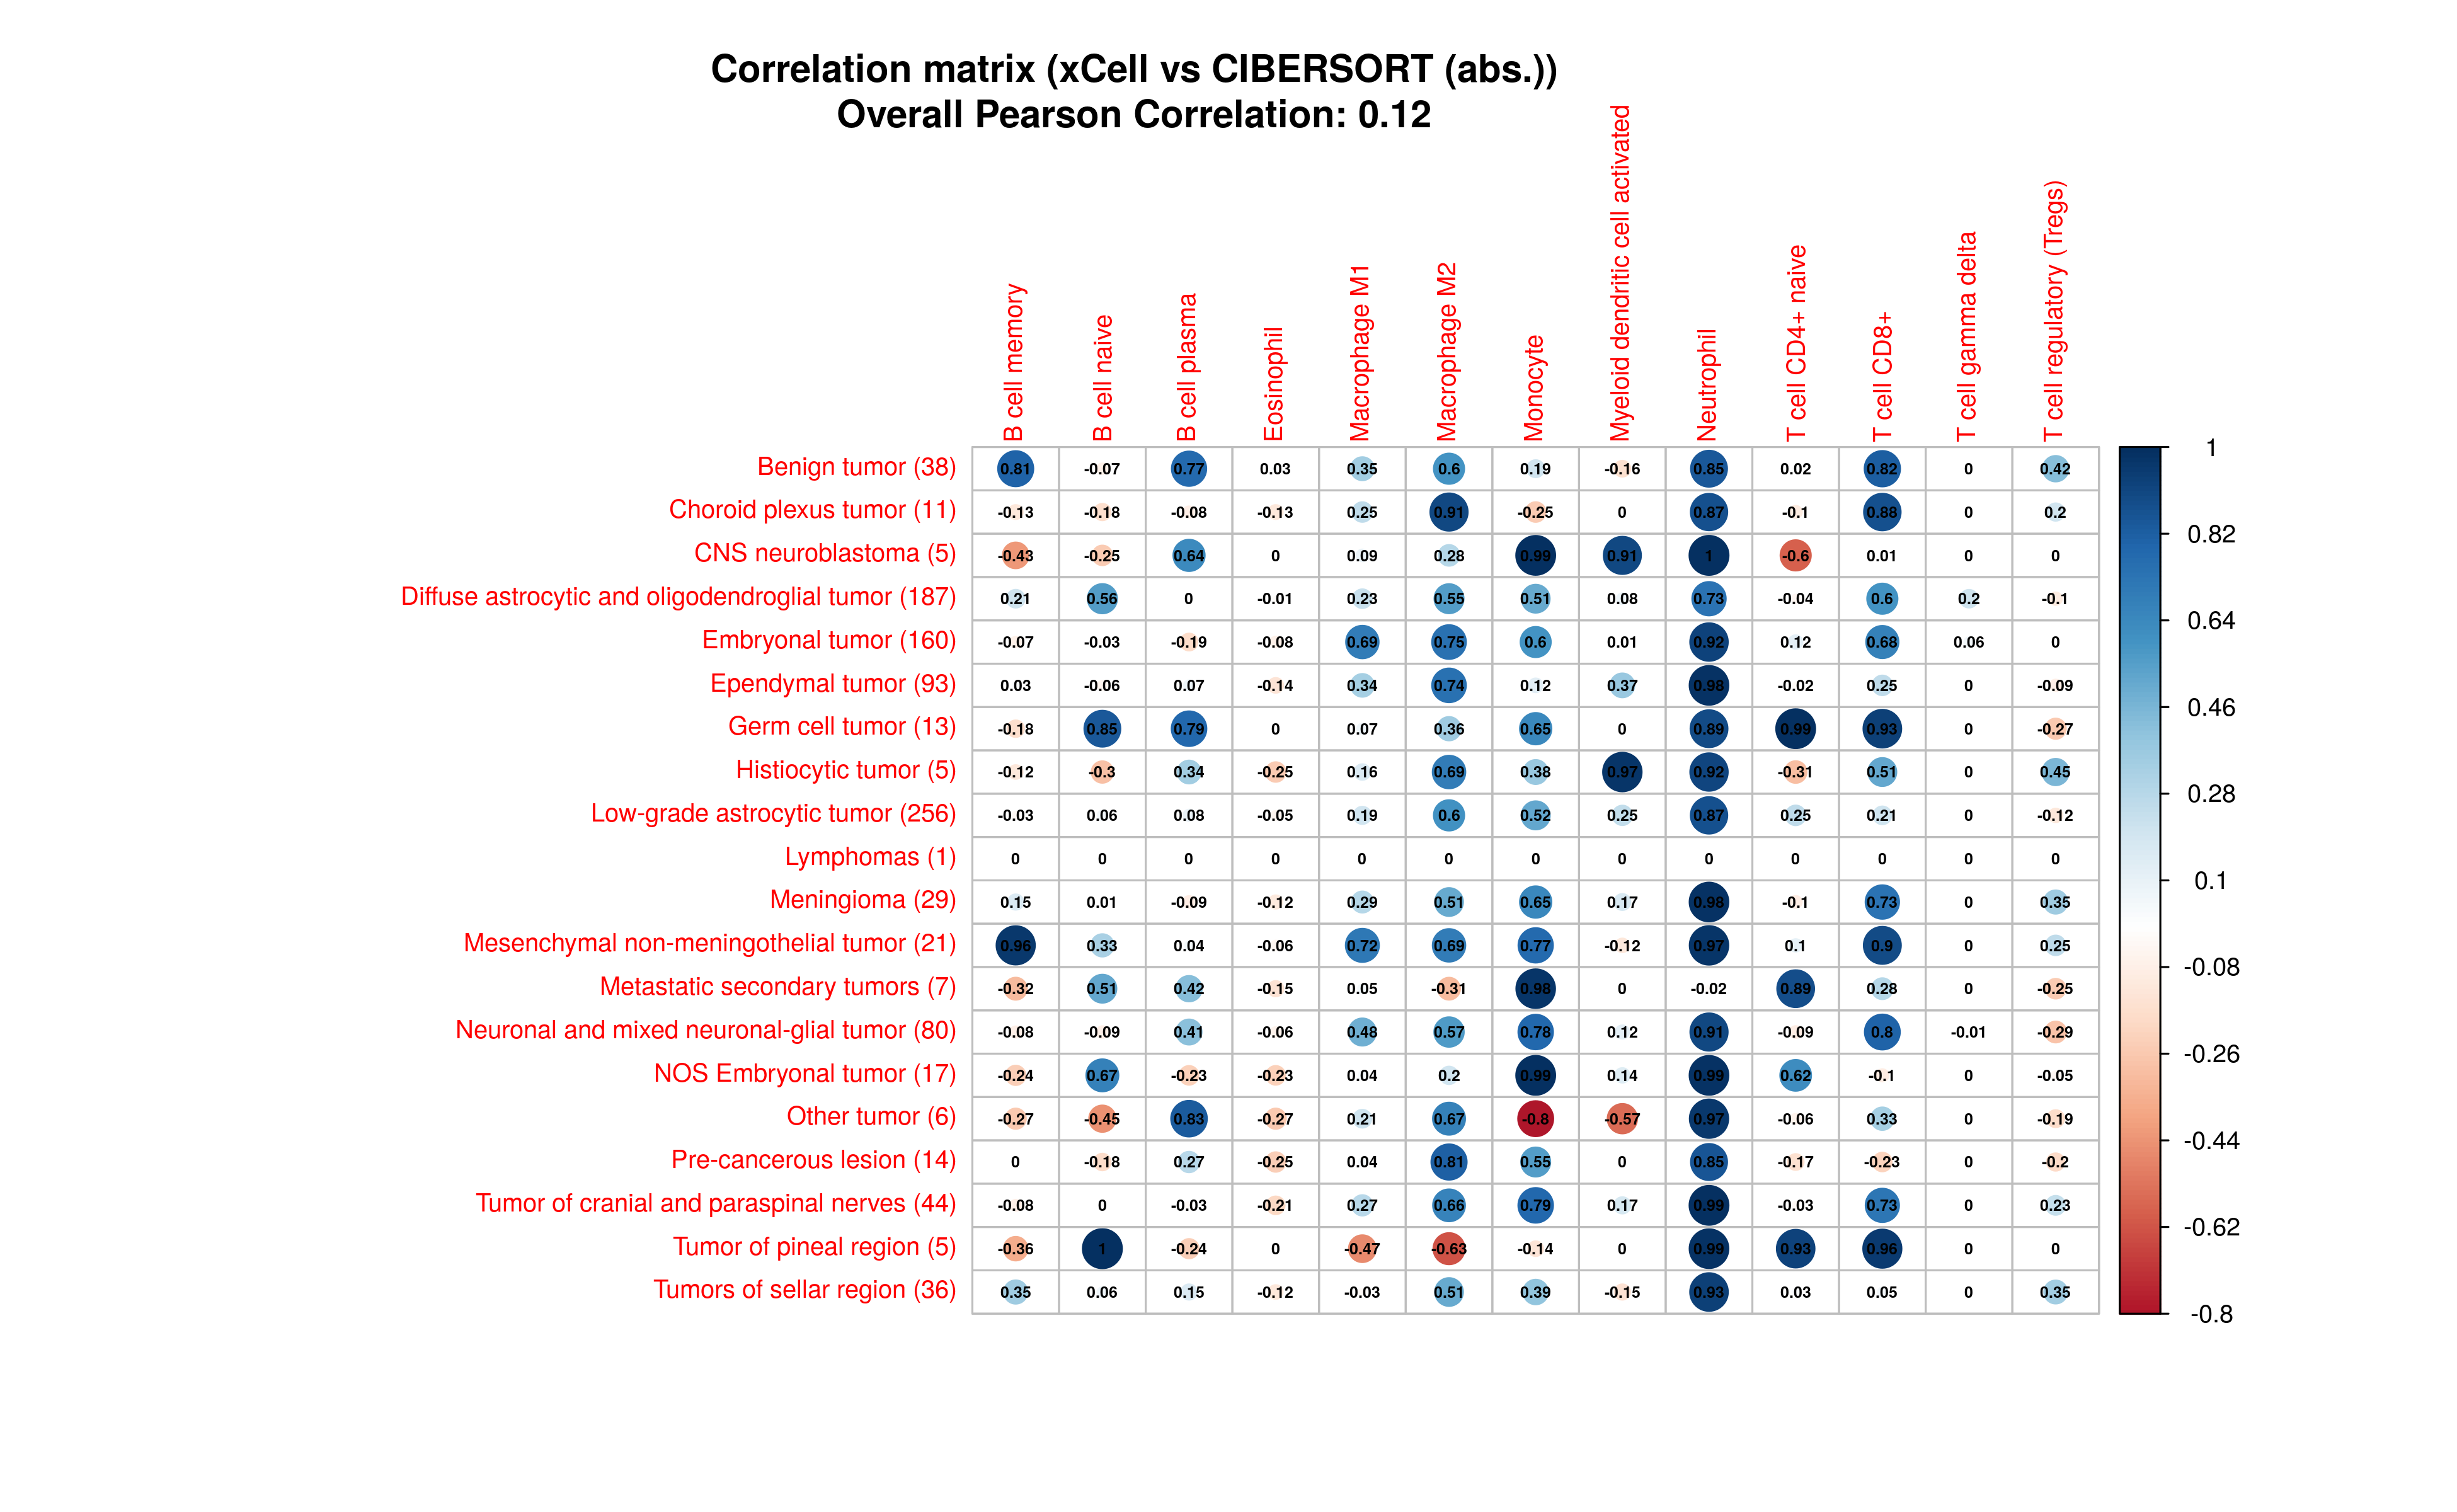 Correlation matrix (xCell vs CIBERSORT (abs.))
Overall Pearson Correlation: 0.12
B cell memory
B cell naive
B cell plasma
Eosinophil
Macrophage M1
Macrophage M2
Monocyte
Myeloid dendritic cell activated
Neutrophil
T cell CD4+ naive
T cell CD8+
T cell gamma delta
T cell regulatory (Tregs)
Benign tumor (38) 0.81 -0.07 0.77 0.03 0.35 0.6 0.19 -0.16 0.85 0.02 0.82 0 0.42
Choroid plexus tumor (11) -0.13 -0.18 -0.08 -0.13 0.25 0.91 -0.25 0 0.87 -0.1 0.88 0 0.2
CNS neuroblastoma (5) -0.43 -0.25 0.64 0 0.09 0.28 0.99 0.91 1 -0.6 0.01 0 0
Diffuse astrocytic and oligodendroglial tumor (187) 0.21 0.56 0 -0.01 0.23 0.55 0.51 0.08 0.73 -0.04 0.6 0.2 -0.1
Embryonal tumor (160) -0.07 -0.03 -0.19 -0.08 0.69 0.75 0.6 0.01 0.92 0.12 0.68 0.06 0
Ependymal tumor (93) 0.03 -0.06 0.07 -0.14 0.34 0.74 0.12 0.37 0.98 -0.02 0.25 0 -0.09
Germ cell tumor (13) -0.18 0.85 0.79 0 0.07 0.36 0.65 0 0.89 0.99 0.93 0 -0.27
Histiocytic tumor (5) -0.12 -0.3 0.34 -0.25 0.16 0.69 0.38 0.97 0.92 -0.31 0.51 0 0.45
Low-grade astrocytic tumor (256) -0.03 0.06 0.08 -0.05 0.19 0.6 0.52 0.25 0.87 0.25 0.21 0 -0.12
Lymphomas (1) 0 0 0 0 0 0 0 0 0 0 0 0 0
Meningioma (29) 0.15 0.01 -0.09 -0.12 0.29 0.51 0.65 0.17 0.98 -0.1 0.73 0 0.35
Mesenchymal non-meningothelial tumor (21) 0.96 0.33 0.04 -0.06 0.72 0.69 0.77 -0.12 0.97 0.1 0.9 0 0.25
Metastatic secondary tumors (7) -0.32 0.51 0.42 -0.15 0.05 -0.31 0.98 0 -0.02 0.89 0.28 0 -0.25
Neuronal and mixed neuronal-glial tumor (80) -0.08 -0.09 0.41 -0.06 0.48 0.57 0.78 0.12 0.91 -0.09 0.8 -0.01 -0.29
NOS Embryonal tumor (17) -0.24 0.67 -0.23 -0.23 0.04 0.2 0.99 0.14 0.99 0.62 -0.1 0 -0.05
Other tumor (6) -0.27 -0.45 0.83 -0.27 0.21 0.67 -0.8 -0.57 0.97 -0.06 0.33 0 -0.19
Pre-cancerous lesion (14) 0 -0.18 0.27 -0.25 0.04 0.81 0.55 0 0.85 -0.17 -0.23 0 -0.2
Tumor of cranial and paraspinal nerves (44) -0.08 0 -0.03 -0.21 0.27 0.66 0.79 0.17 0.99 -0.03 0.73 0 0.23
Tumor of pineal region (5) -0.36 1 -0.24 0 -0.47 -0.63 -0.14 0 0.99 0.93 0.96 0 0
Tumors of sellar region (36) 0.35 0.06 0.15 -0.12 -0.03 0.51 0.39 -0.15 0.93 0.03 0.05 0 0.35
1
0.82
0.64
0.46
0.28
0.1
-0.08
-0.26
-0.44
-0.62
-0.8